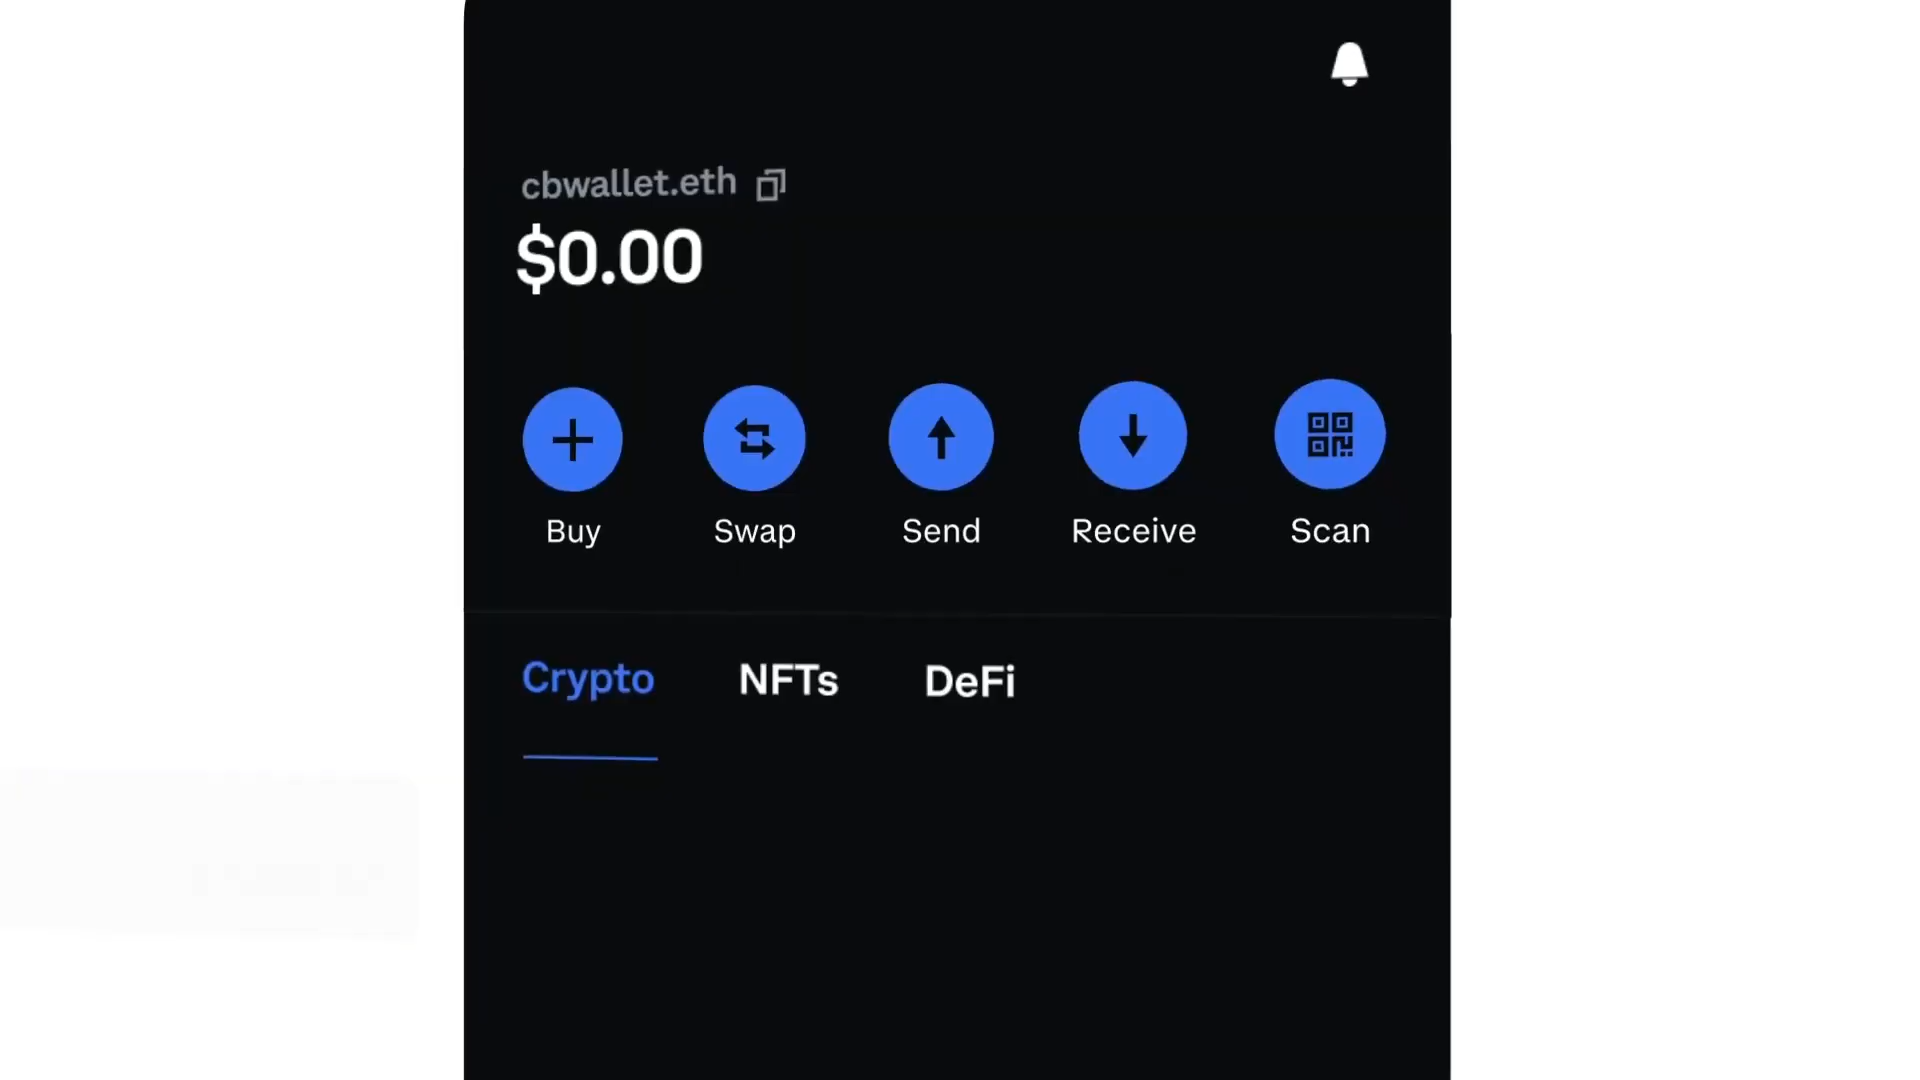 cbwallet.eth
$0.00
Buy Swap Send Receive Scan
Crypto NFTs DeFi